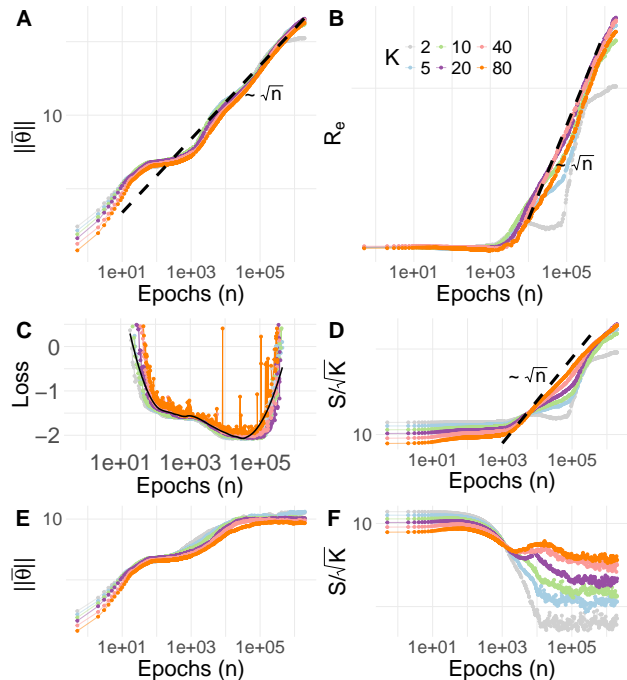 A
||θ̅||
10
~ √n
1e+01 1e+03 1e+05
Epochs (n)
B
K
2 10 40
5 20 80
R_e
~ √n
1e+01 1e+03 1e+05
Epochs (n)
C
Loss
0
−1
−2
1e+01 1e+03 1e+05
Epochs (n)
D
S/√K
10
~ √n
1e+01 1e+03 1e+05
Epochs (n)
E
||θ̅||
10
1e+01 1e+03 1e+05
Epochs (n)
F
S/√K
10
1e+01 1e+03 1e+05
Epochs (n)